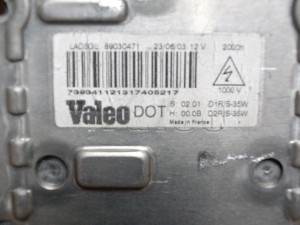 LAD5GL 89030471 23/06/03 12 V 2000h
739341121317405217
1000 V
Valeo DOT S: 02.01 D1R/S-35W
H: 00.0B D2R/S-35W
Made in France